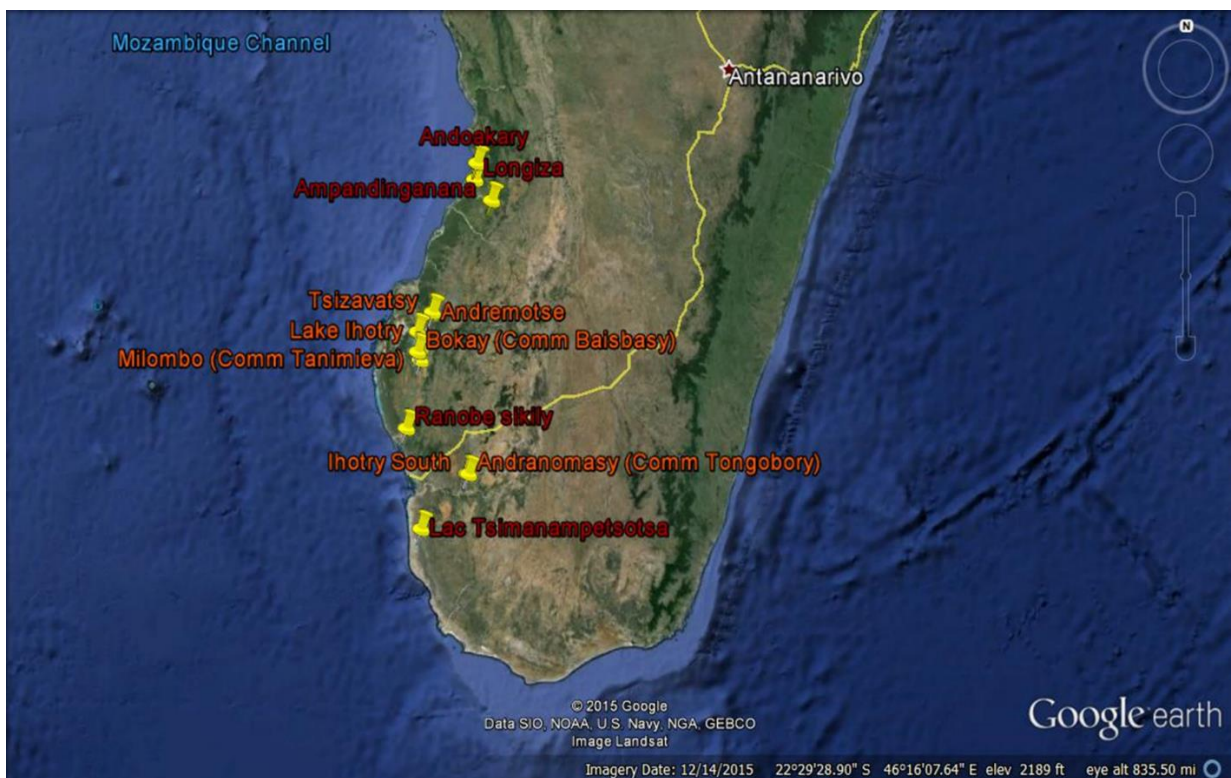 Mozambique Channel
N
Antananarivo
Andoakary
Longiza
Ampandinganana
Tsizavatsy
Andremotse
Lake Ihotry
Bokay (Comm Baisbasy)
Milombo (Comm Tanimieva)
Ranobe sikily
Ihotry South
Andranomasy (Comm Tongobory)
Lac Tsimanampetsotsa
© 2015 Google
Data SIO, NOAA, U.S. Navy, NGA, GEBCO
Image Landsat
Google earth
Imagery Date: 12/14/2015 22°29'28.90" S 46°16'07.64" E elev 2189 ft eye alt 835.50 mi